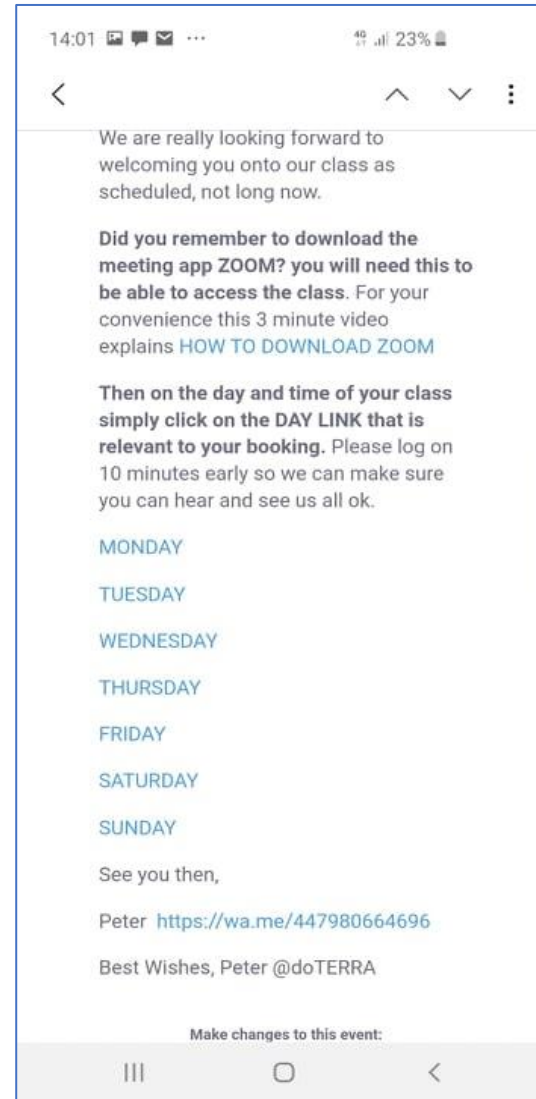 14:01 ... 4G 23%
We are really looking forward to
welcoming you onto our class as
scheduled, not long now.
Did you remember to download the
meeting app ZOOM? you will need this to
be able to access the class. For your
convenience this 3 minute video
explains HOW TO DOWNLOAD ZOOM
Then on the day and time of your class
simply click on the DAY LINK that is
relevant to your booking. Please log on
10 minutes early so we can make sure
you can hear and see us all ok.
MONDAY
TUESDAY
WEDNESDAY
THURSDAY
FRIDAY
SATURDAY
SUNDAY
See you then,
Peter https://wa.me/447980664696
Best Wishes, Peter @doTERRA
Make changes to this event: